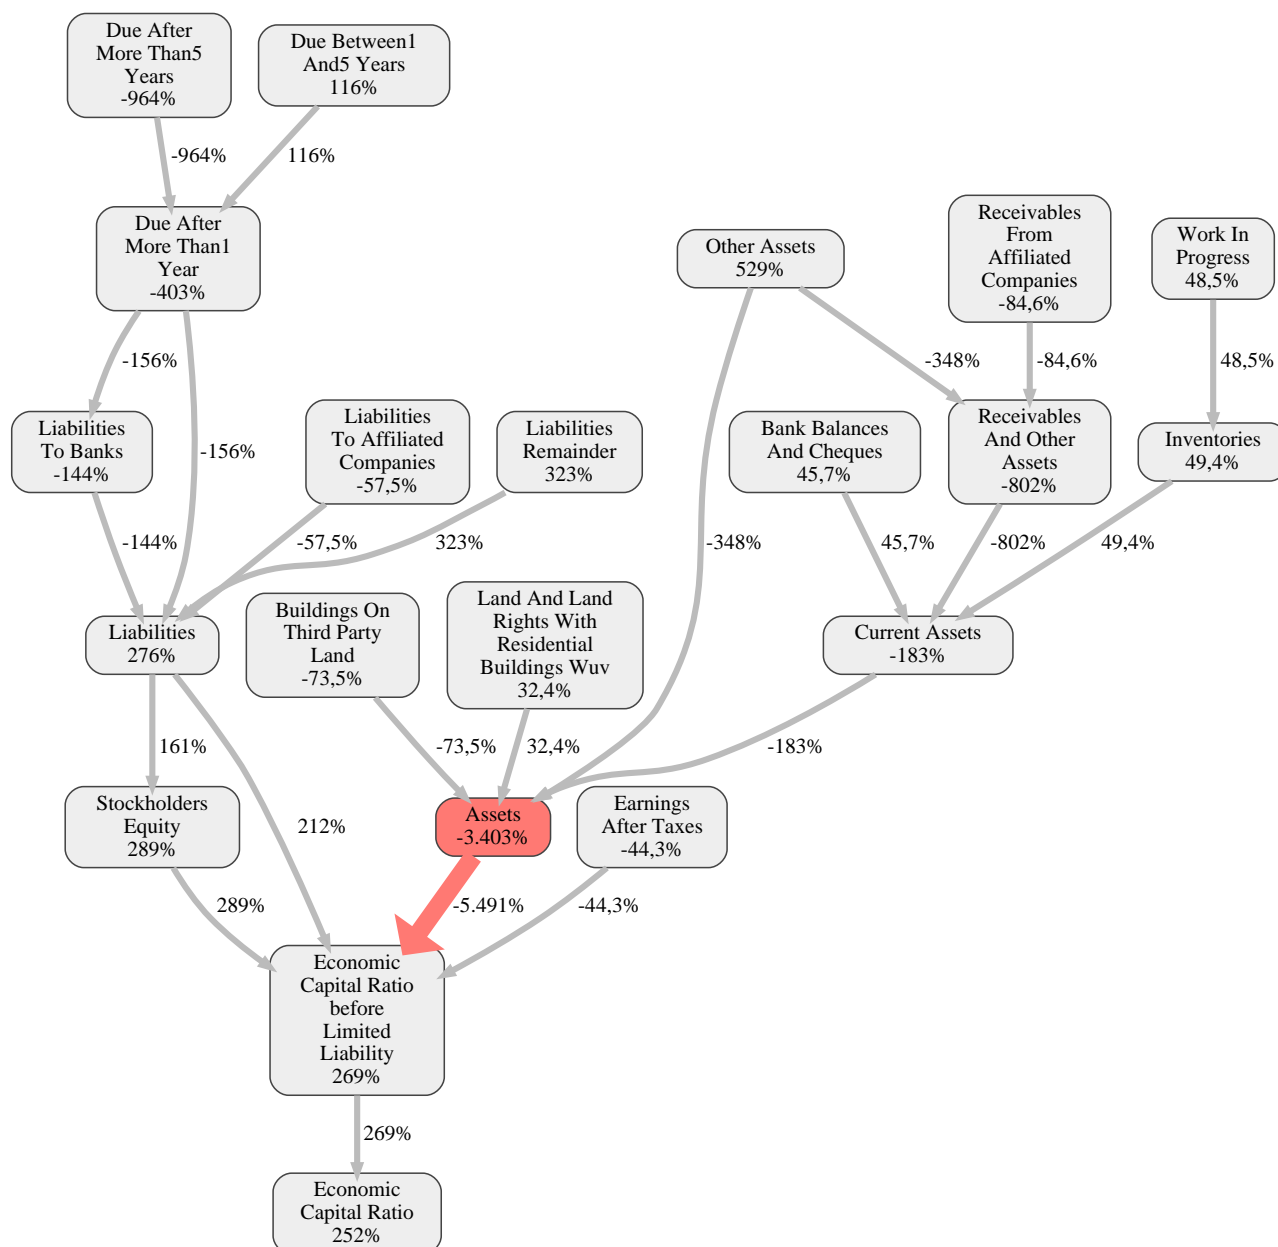 Due After
More Than5
Years
-964%
Due Between1
And5 Years
116%
-964%
116%
Due After
More Than1
Year
-403%
Other Assets
529%
Receivables
From
Affiliated
Companies
-84,6%
Work In
Progress
48,5%
-156%
-348%
-84,6%
48,5%
Liabilities
To Banks
-144%
-156%
Liabilities
To Affiliated
Companies
-57,5%
Liabilities
Remainder
323%
Bank Balances
And Cheques
45,7%
Receivables
And Other
Assets
-802%
Inventories
49,4%
-144%
-57,5%
323%
-348%
45,7%
-802%
49,4%
Liabilities
276%
Buildings On
Third Party
Land
-73,5%
Land And Land
Rights With
Residential
Buildings Wuv
32,4%
Current Assets
-183%
161%
-73,5%
32,4%
-183%
Stockholders
Equity
289%
212%
Assets
-3.403%
Earnings
After Taxes
-44,3%
289%
-5.491%
-44,3%
Economic
Capital Ratio
before
Limited
Liability
269%
269%
Economic
Capital Ratio
252%